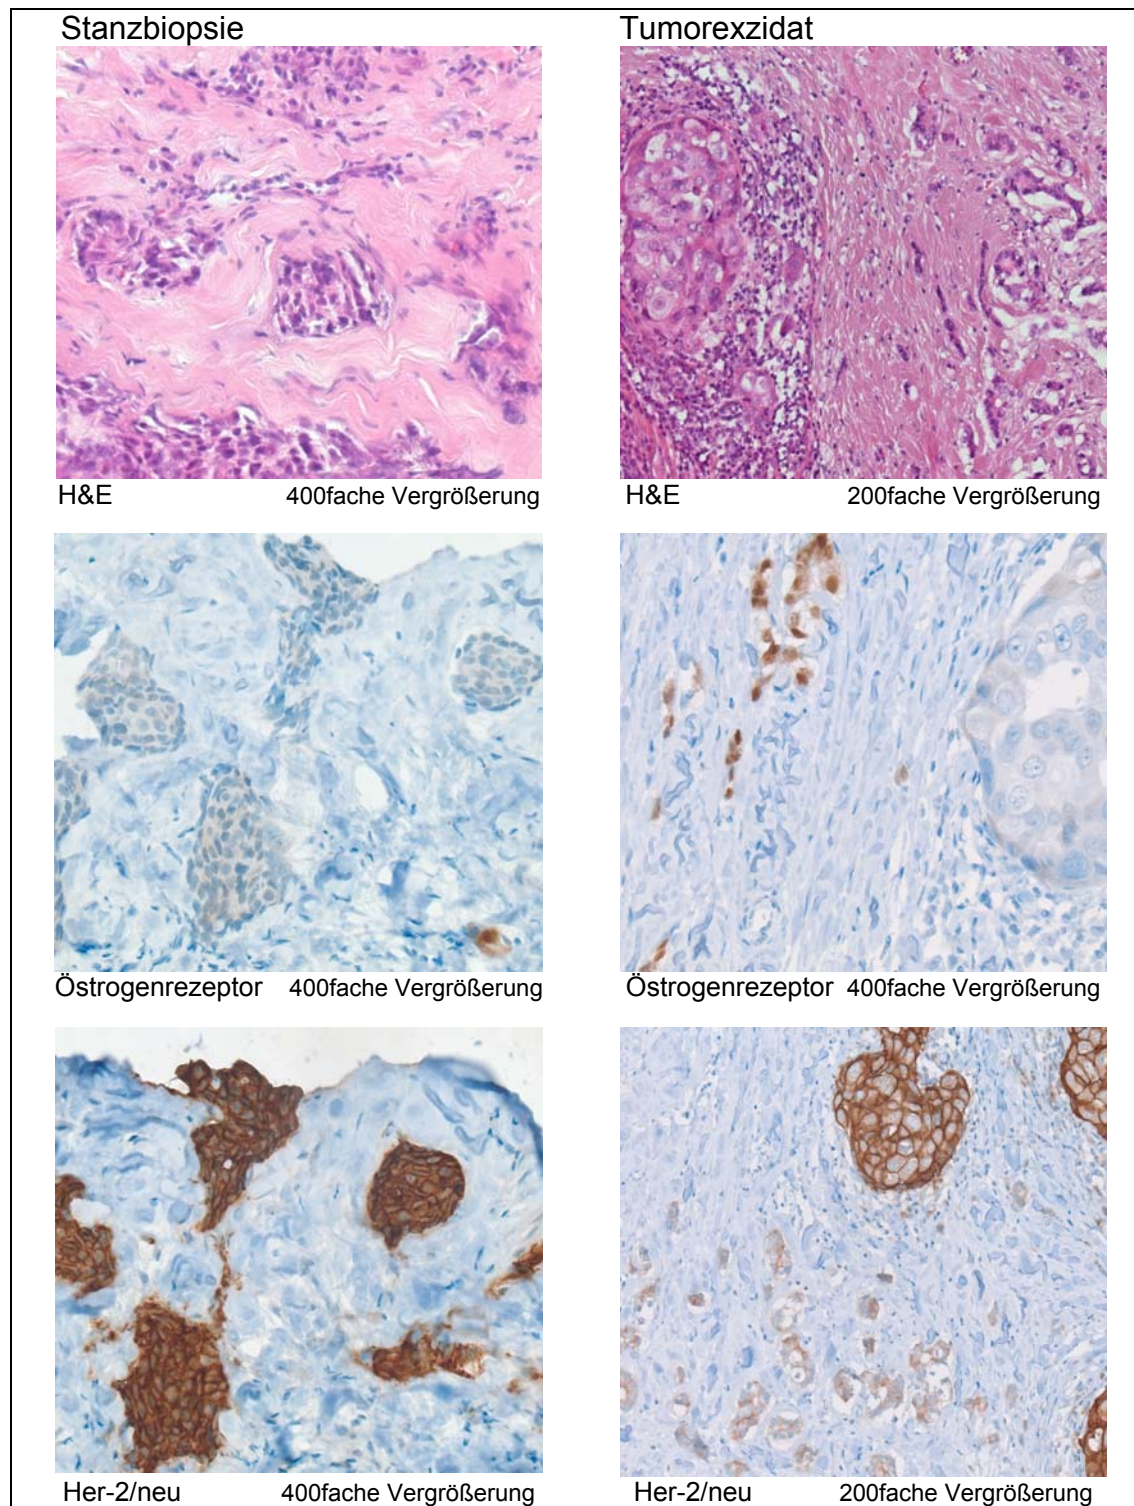 Stanzbiopsie Tumorexzidat
H&E 400fache Vergrößerung H&E 200fache Vergrößerung
Östrogenrezeptor 400fache Vergrößerung Östrogenrezeptor 400fache Vergrößerung
Her-2/neu 400fache Vergrößerung Her-2/neu 200fache Vergrößerung